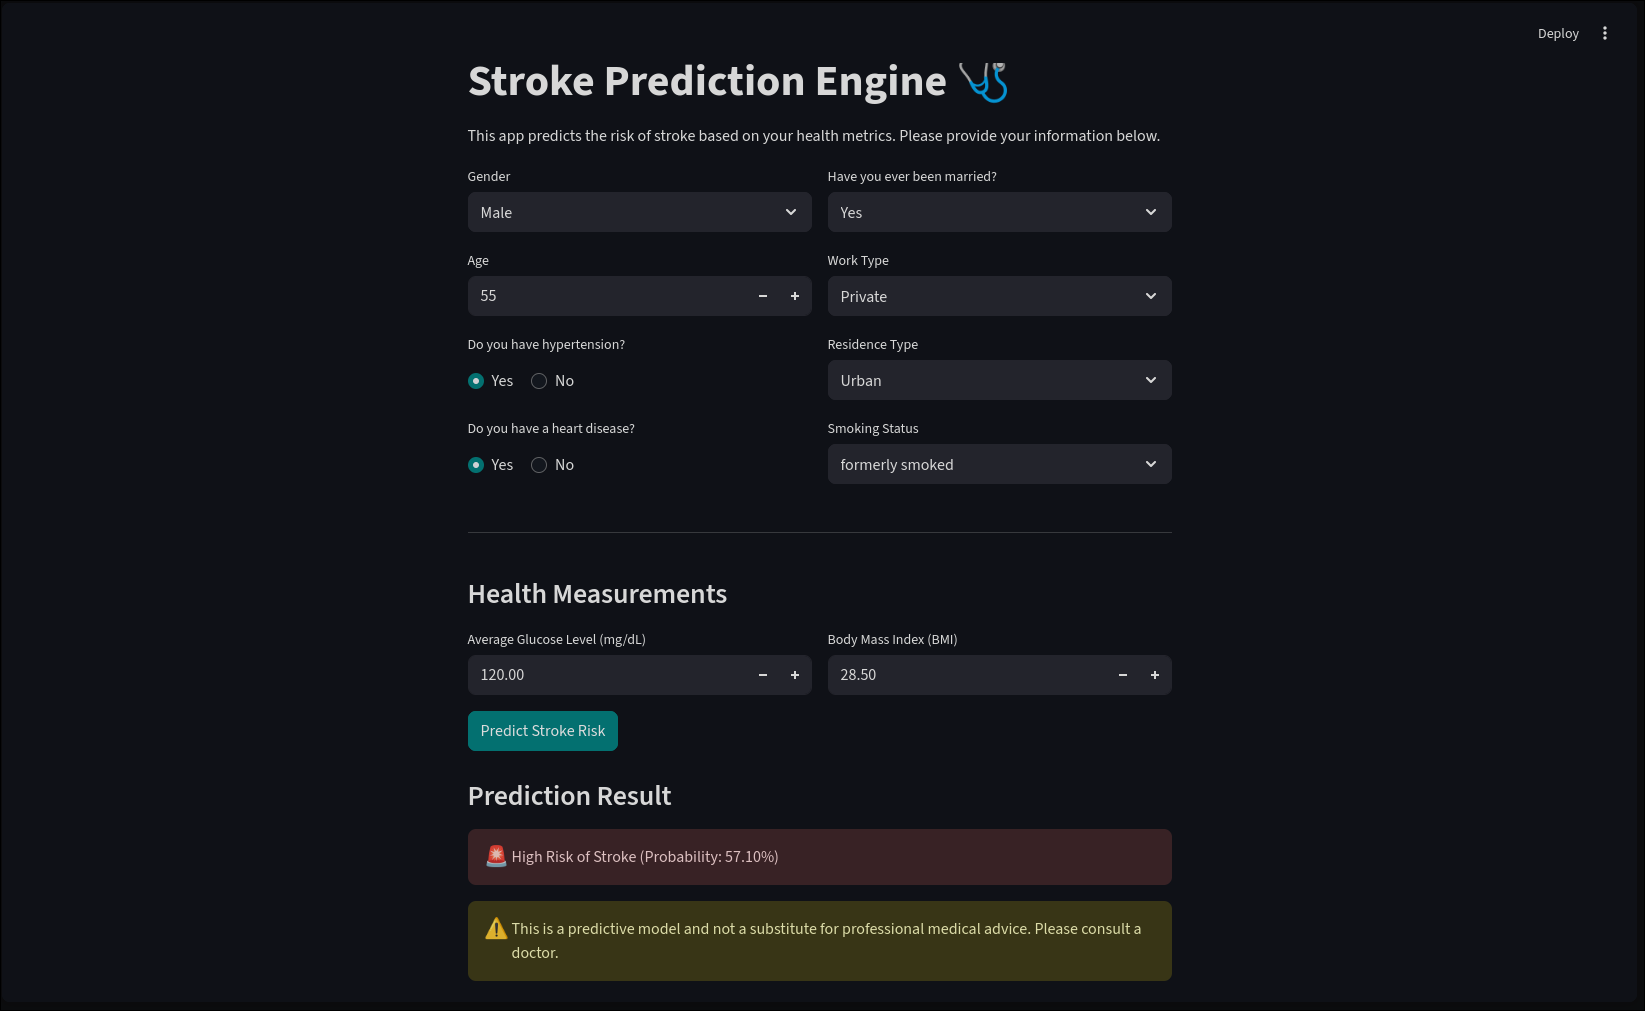 Deploy
Stroke Prediction Engine
This app predicts the risk of stroke based on your health metrics. Please provide your information below.
Gender
Male
Have you ever been married?
Yes
Age
55
Work Type
Private
Do you have hypertension?
Yes No
Residence Type
Urban
Do you have a heart disease?
Yes No
Smoking Status
formerly smoked
Health Measurements
Average Glucose Level (mg/dL)
120.00
Body Mass Index (BMI)
28.50
Predict Stroke Risk
Prediction Result
High Risk of Stroke (Probability: 57.10%)
This is a predictive model and not a substitute for professional medical advice. Please consult a
doctor.